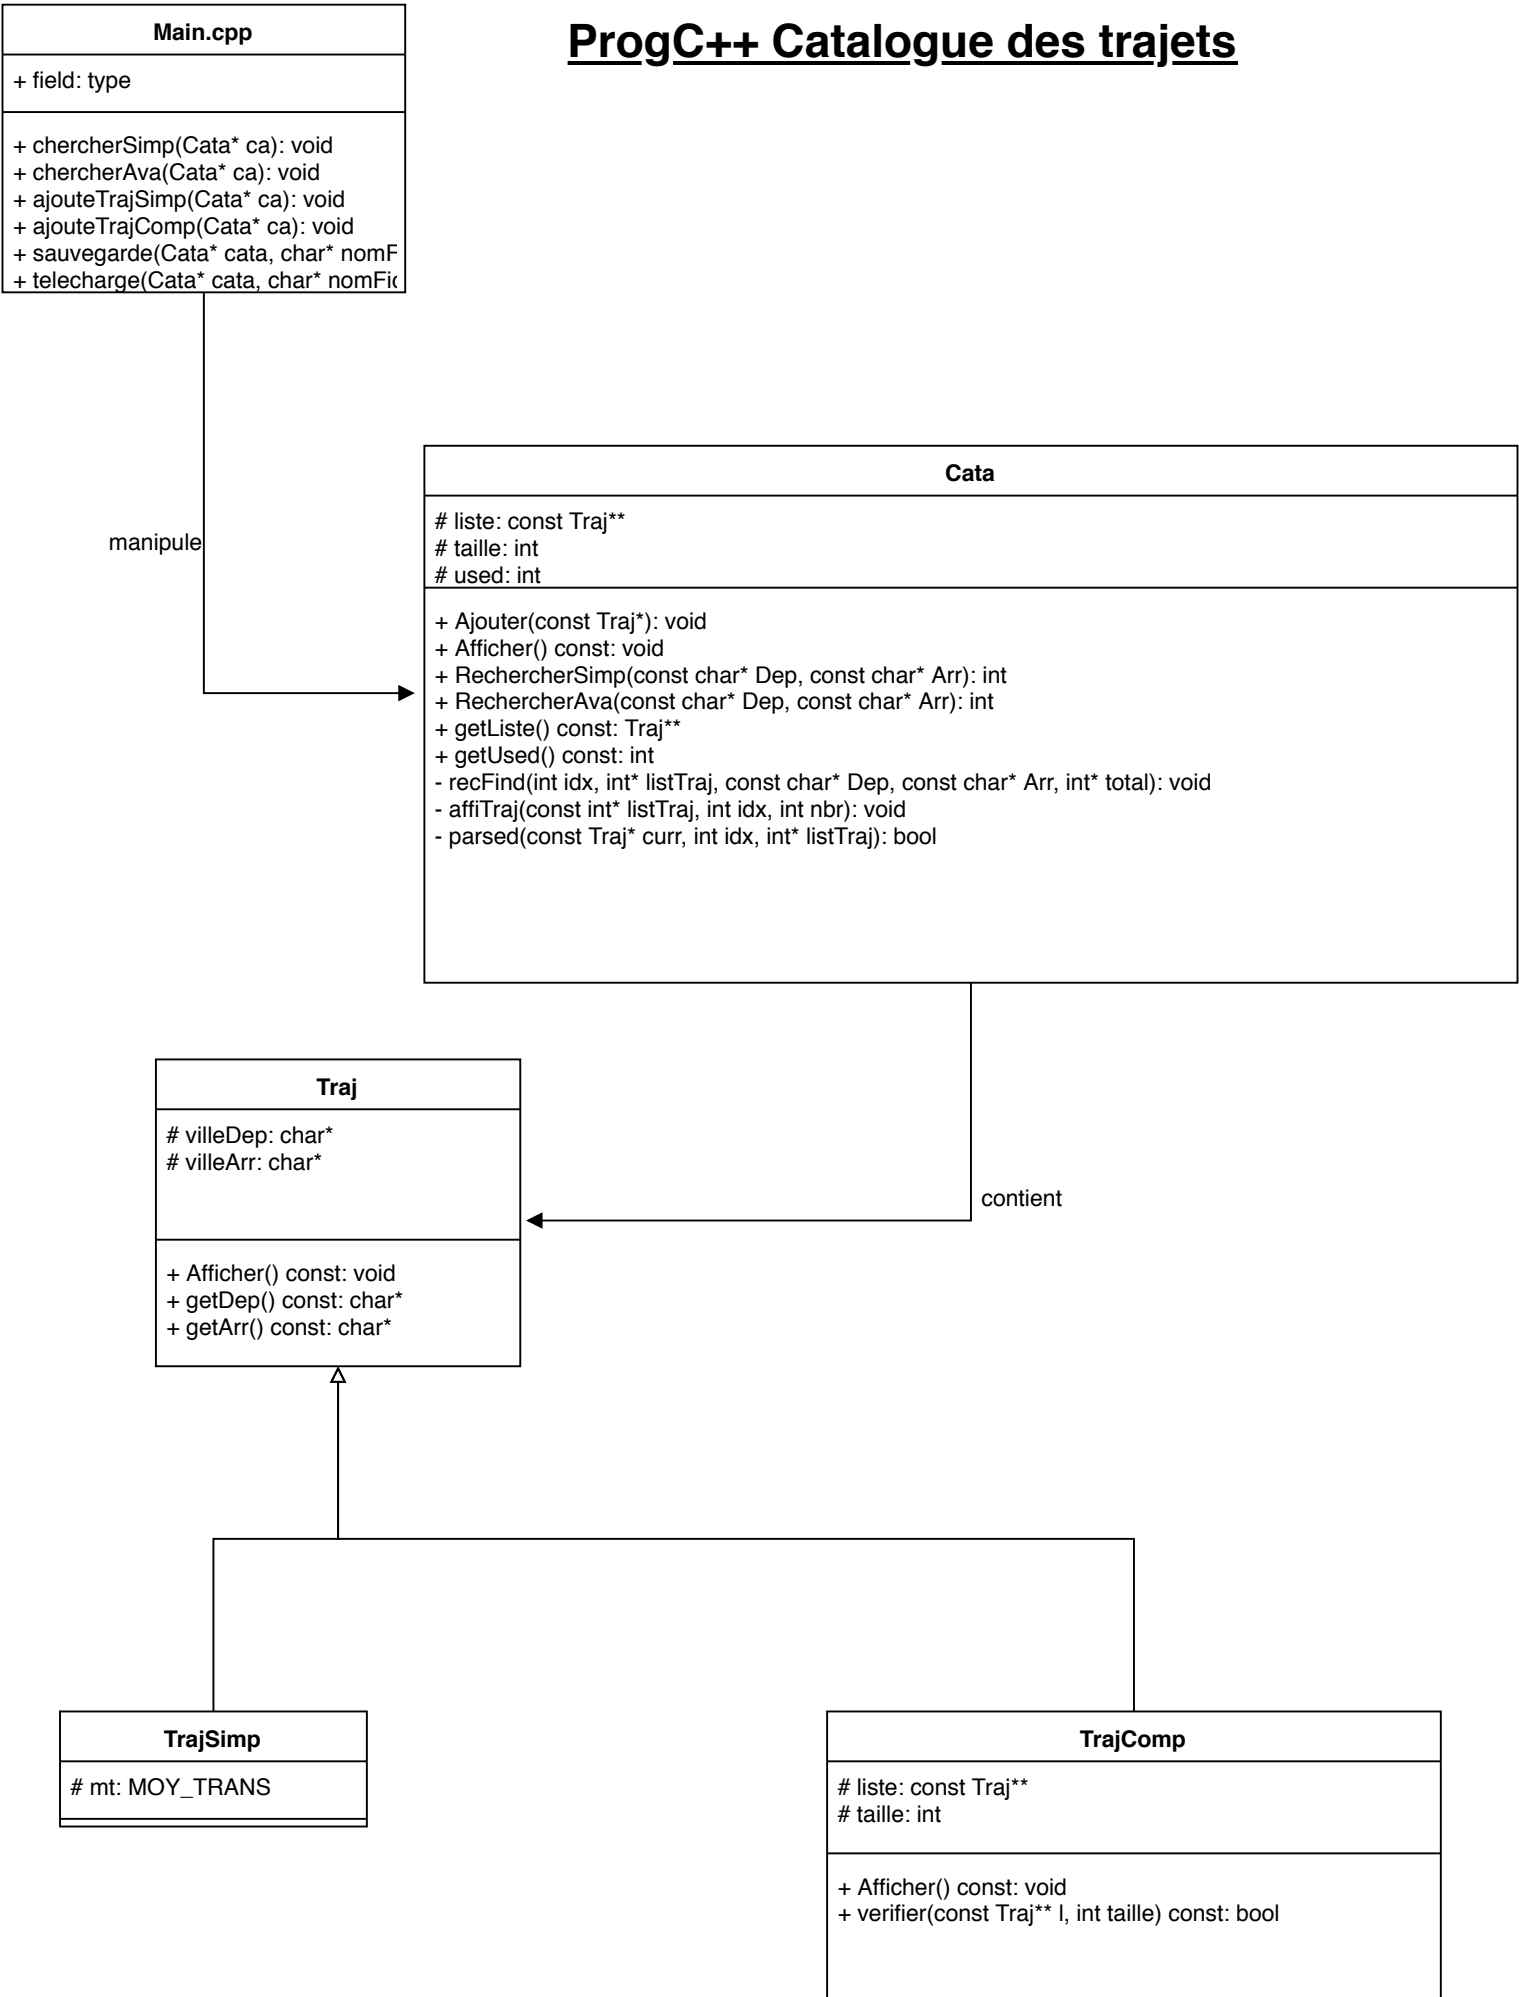 Main.cpp
ProgC++ Catalogue des trajets
+ field: type
+ chercherSimp(Cata* ca): void
+ chercherAva(Cata* ca): void
+ ajouteTrajSimp(Cata* ca): void
+ ajouteTrajComp(Cata* ca): void
+ sauvegarde(Cata* cata, char* nomF
+ telecharge(Cata* cata, char* nomFic
manipule
Cata
# liste: const Traj**
# taille: int
# used: int
+ Ajouter(const Traj*): void
+ Afficher() const: void
+ RechercherSimp(const char* Dep, const char* Arr): int
+ RechercherAva(const char* Dep, const char* Arr): int
+ getListe() const: Traj**
+ getUsed() const: int
- recFind(int idx, int* listTraj, const char* Dep, const char* Arr, int* total): void
- affiTraj(const int* listTraj, int idx, int nbr): void
- parsed(const Traj* curr, int idx, int* listTraj): bool
contient
Traj
# villeDep: char*
# villeArr: char*
+ Afficher() const: void
+ getDep() const: char*
+ getArr() const: char*
TrajSimp
# mt: MOY_TRANS
TrajComp
# liste: const Traj**
# taille: int
+ Afficher() const: void
+ verifier(const Traj** l, int taille) const: bool